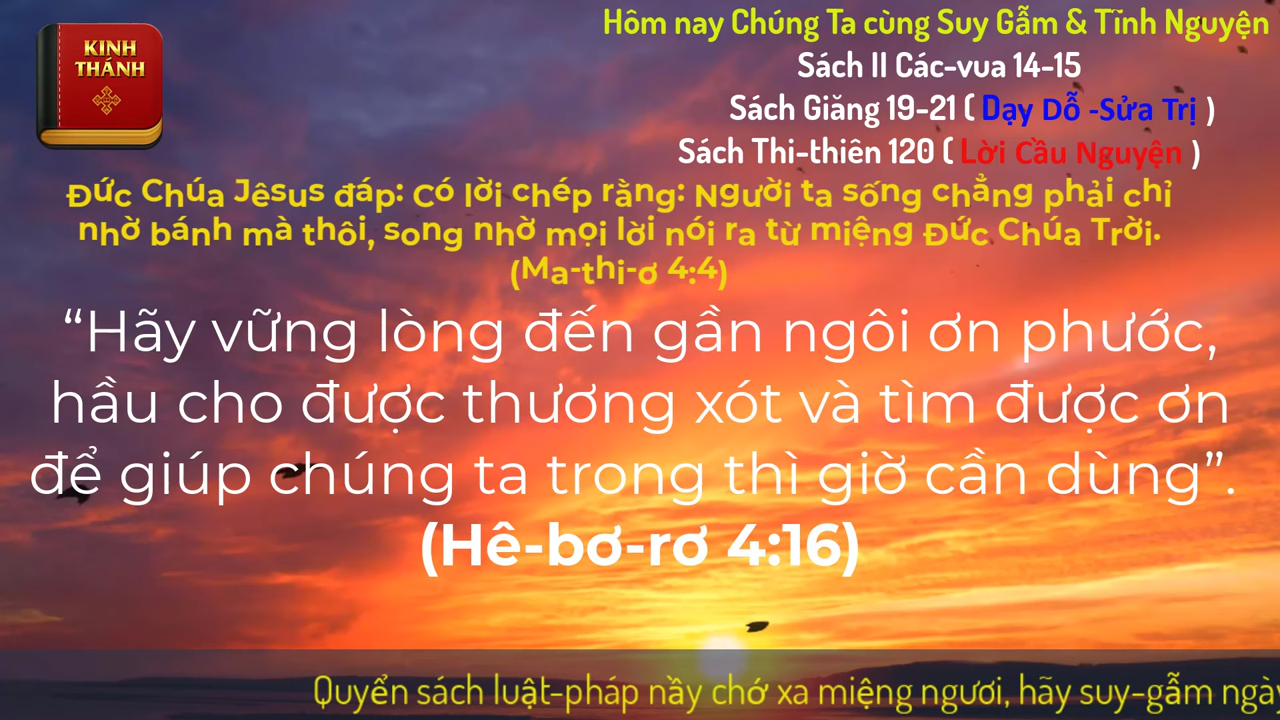 KINH
THÁNH
Hôm nay Chúng Ta cùng Suy Gẫm & Tĩnh Nguyện
Sách II Các-vua 14-15
Sách Giăng 19-21 ( Dạy Dỗ -Sửa Trị )
Sách Thi-thiên 120 ( Lời Cầu Nguyện )
Đức Chúa Jêsus đáp: Có lời chép rằng: Người ta sống chẳng phải chỉ
nhờ bánh mà thôi, song nhờ mọi lời nói ra từ miệng Đức Chúa Trời.
(Ma-thi-ơ 4:4)
“Hãy vững lòng đến gần ngôi ơn phước,
hầu cho được thương xót và tìm được ơn
để giúp chúng ta trong thì giờ cần dùng”.
(Hê-bơ-rơ 4:16)
Quyển sách luật-pháp nầy chớ xa miệng ngươi, hãy suy-gẫm ngày